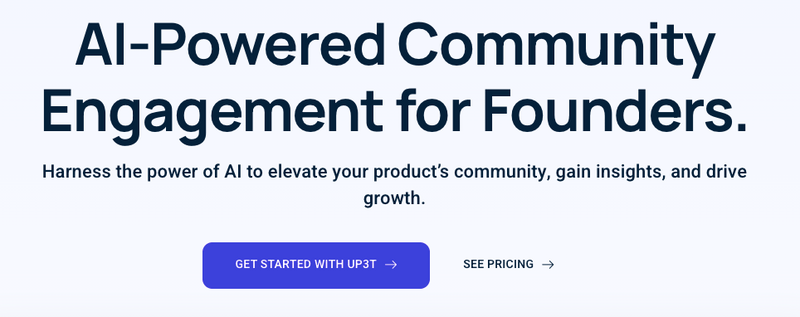 AI-Powered Community
Engagement for Founders.
Harness the power of AI to elevate your product’s community, gain insights, and drive
growth.
GET STARTED WITH UP3T →
SEE PRICING →